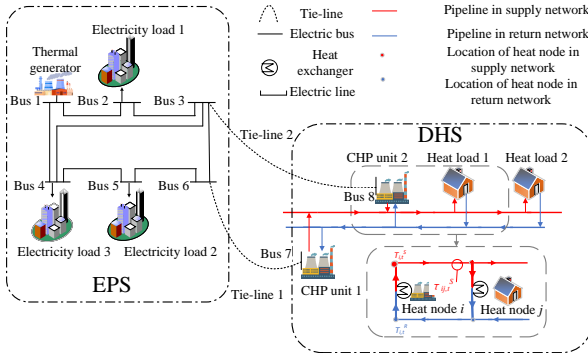 Tie-line
Electric bus
Heat
exchanger
Electric line
Pipeline in supply network
Pipeline in return network
Location of heat node in
supply network
Location of heat node in
return network
Electricity load 1
Thermal
generator
Bus 1
Bus 2
Bus 3
Bus 4
Bus 5
Bus 6
Electricity load 3
Electricity load 2
EPS
Tie-line 2
Tie-line 1
DHS
CHP unit 2
Heat load 1
Heat load 2
Bus 8
Bus 7
CHP unit 1
T i,t S
T ij,t S
Heat node i
Heat node j
T i,t R